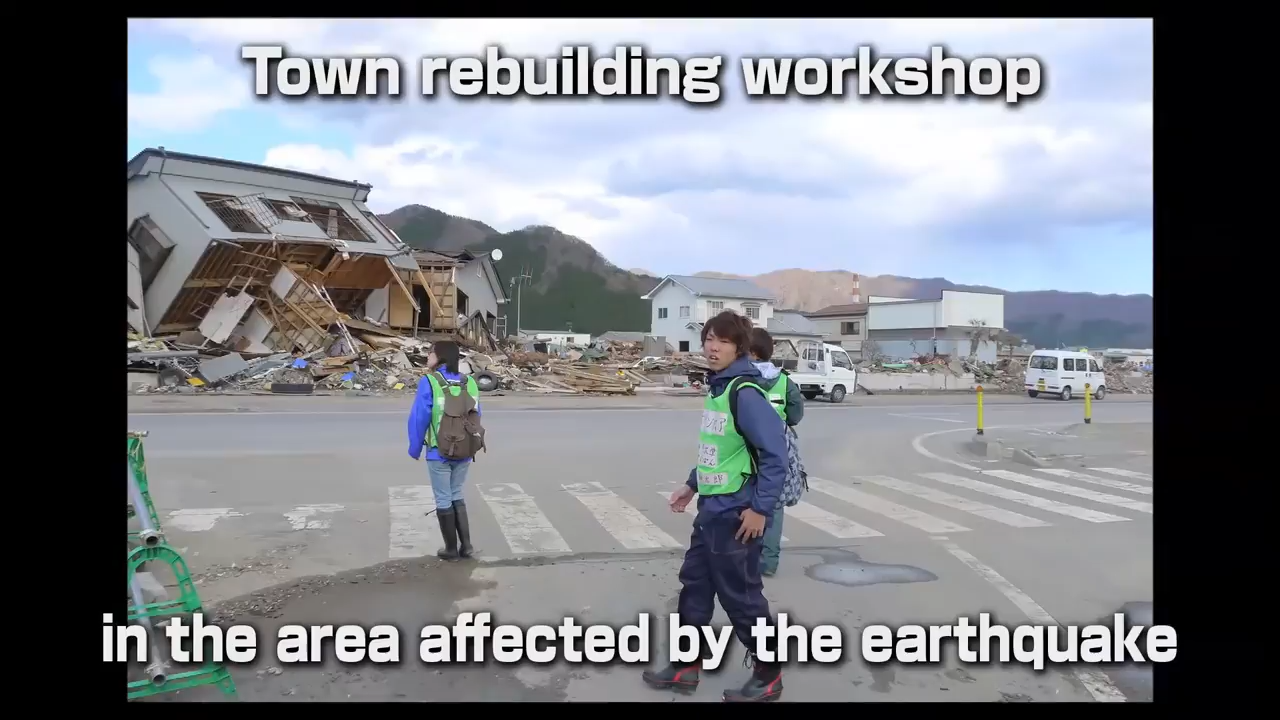 Town rebuilding workshop
in the area affected by the earthquake